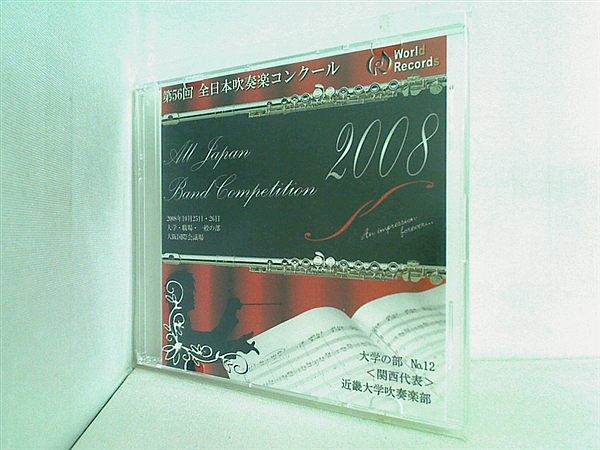 第56回 全日本吹奏楽コンクール
World
Records
All Japan
Band Competition
2008
2008年10月25日・26日
大学・職場・一般の部
大阪国際会議場
An impression
forever...
大学の部 No.12
＜関西代表＞
近畿大学吹奏楽部